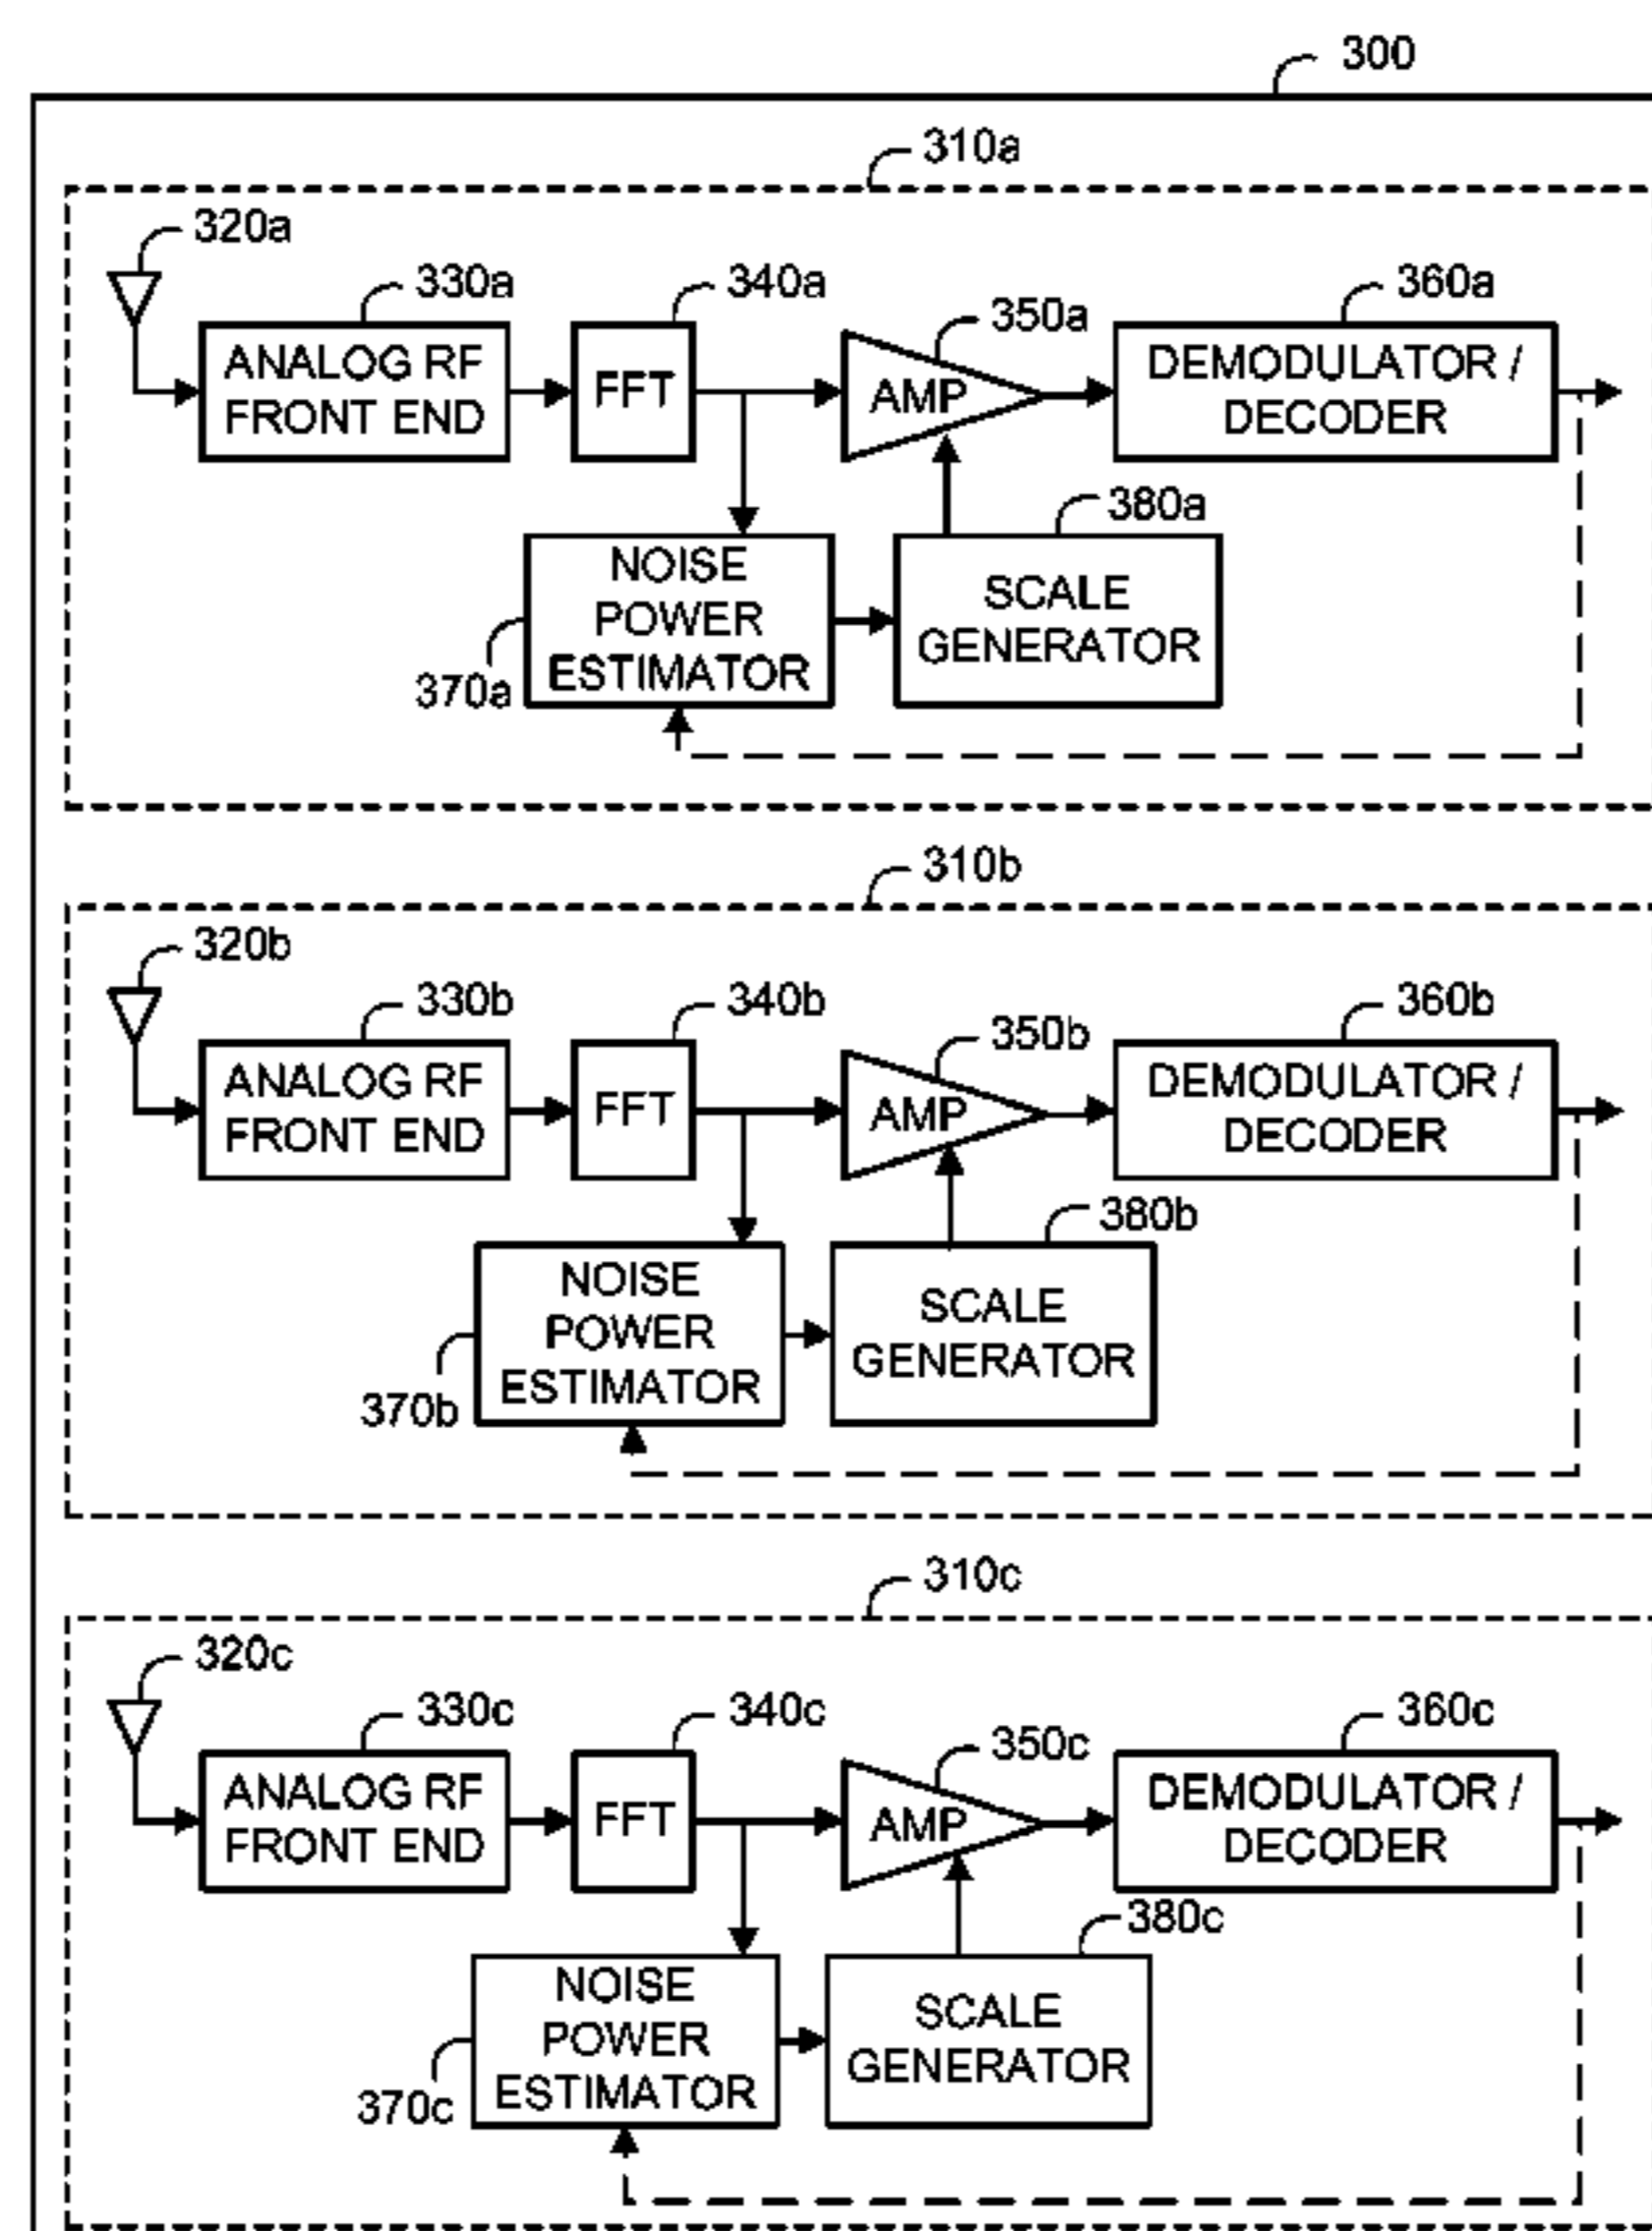 300
310a
320a
330a
340a
350a
360a
ANALOG RF
FRONT END
FFT
AMP
DEMODULATOR /
DECODER
380a
NOISE
POWER
ESTIMATOR
SCALE
GENERATOR
370a
310b
320b
330b
340b
350b
360b
ANALOG RF
FRONT END
FFT
AMP
DEMODULATOR /
DECODER
380b
NOISE
POWER
ESTIMATOR
SCALE
GENERATOR
370b
310c
320c
330c
340c
350c
360c
ANALOG RF
FRONT END
FFT
AMP
DEMODULATOR /
DECODER
380c
NOISE
POWER
ESTIMATOR
SCALE
GENERATOR
370c